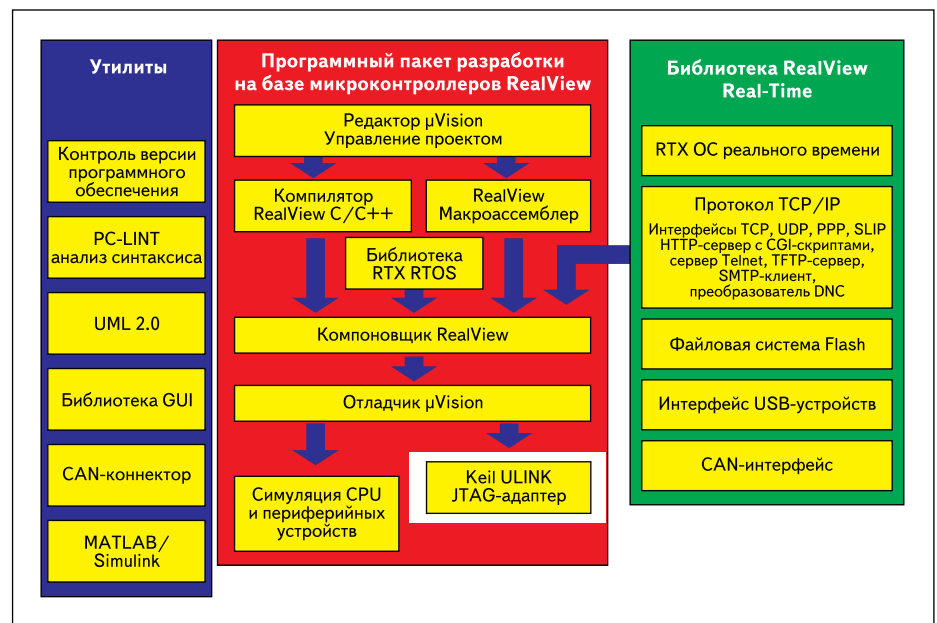 Утилиты
Контроль версии
программного
обеспечения
PC-LINT
анализ синтаксиса
UML 2.0
Библиотека GUI
CAN-коннектор
MATLAB/
Simulink
Программный пакет разработки
на базе микроконтроллеров RealView
Редактор µVision
Управление проектом
Компилятор
RealView C/C++
RealView
Макроассемблер
Библиотека
RTX RTOS
Компоновщик RealView
Отладчик µVision
Симуляция CPU
и периферийных
устройств
Keil ULINK
JTAG-адаптер
Библиотека RealView
Real-Time
RTX ОС реального времени
Протокол TCP/IP
Интерфейсы TCP, UDP, PPP, SLIP
HTTP-сервер с CGI-скриптами,
сервер Telnet, TFTP-сервер,
SMTP-клиент,
преобразователь DNC
Файловая система Flash
Интерфейс USB-устройств
CAN-интерфейс